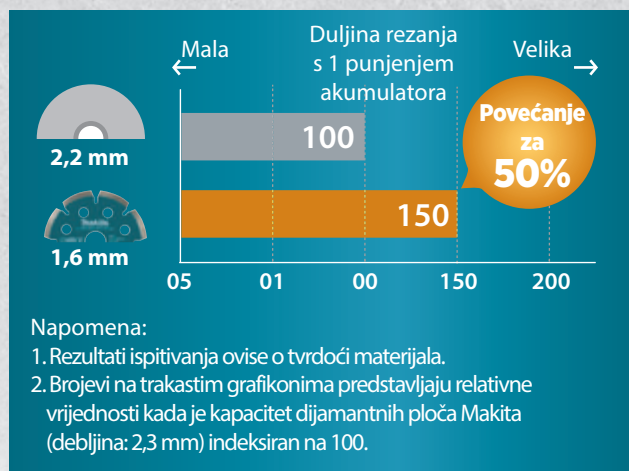 Mala
Duljina rezanja
s 1 punjenjem
akumulatora
Velika
2,2 mm
100
Povećanje
za
50%
1,6 mm
150
05 01 00 150 200
Napomena:
1. Rezultati ispitivanja ovise o tvrdoći materijala.
2. Brojevi na trakastim grafikonima predstavljaju relativne
vrijednosti kada je kapacitet dijamantnih ploča Makita
(debljina: 2,3 mm) indeksiran na 100.